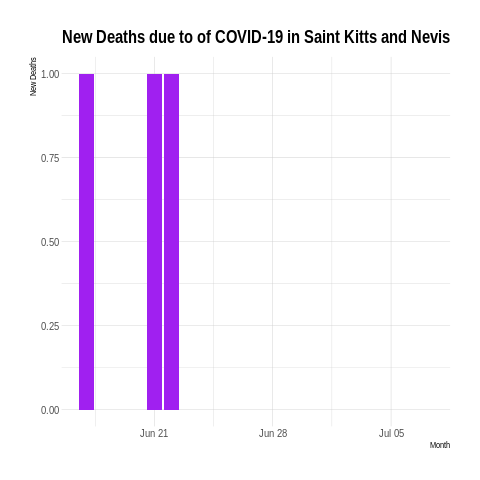 New Deaths due to of COVID-19 in Saint Kitts and Nevis
New Deaths
1.00
0.75
0.50
0.25
0.00
Jun 21
Jun 28
Jul 05
Month